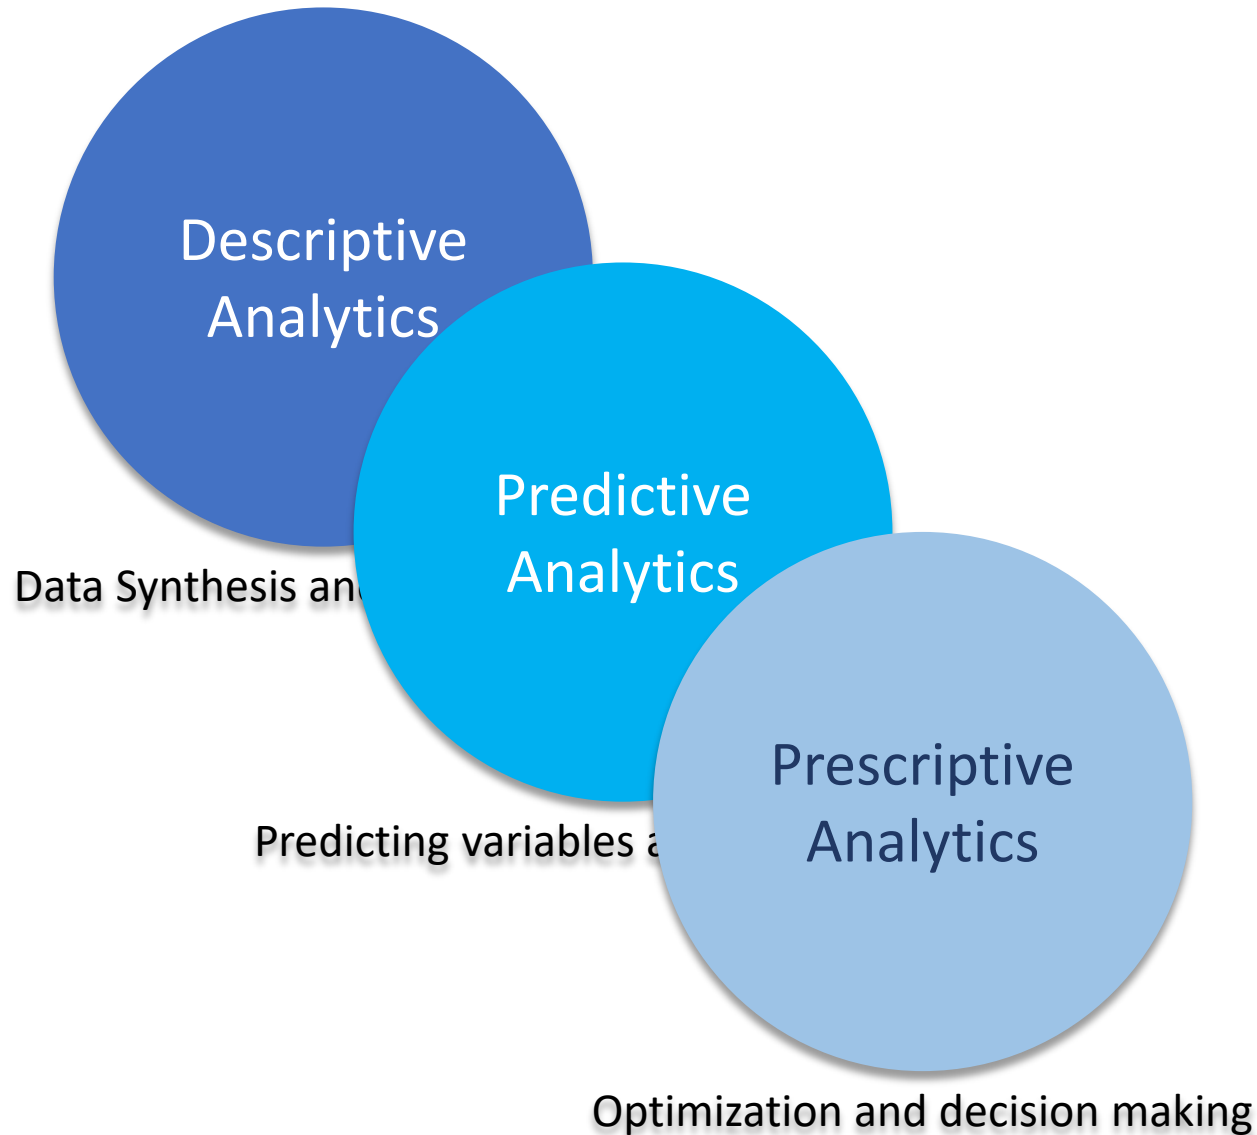 Descriptive
Analytics
Predictive
Analytics
Data Synthesis an
Prescriptive
Analytics
Predicting variables a
Optimization and decision making